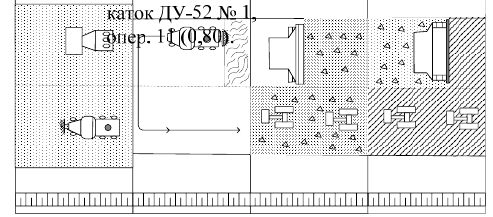 каток ДУ-52 № 1,
опер. 11 (0,80).